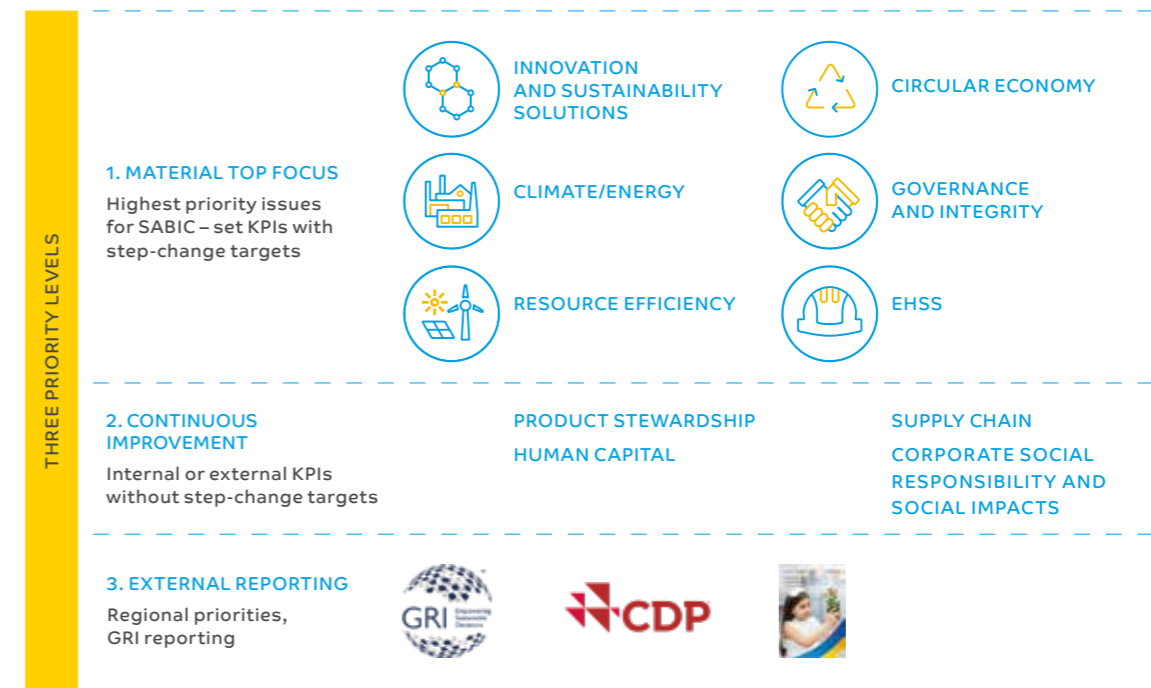 THREE PRIORITY LEVELS
1. MATERIAL TOP FOCUS
Highest priority issues
for SABIC – set KPIs with
step-change targets
INNOVATION
AND SUSTAINABILITY
SOLUTIONS
CIRCULAR ECONOMY
CLIMATE/ENERGY
GOVERNANCE
AND INTEGRITY
RESOURCE EFFICIENCY
EHSS
2. CONTINUOUS
IMPROVEMENT
Internal or external KPIs
without step-change targets
PRODUCT STEWARDSHIP
HUMAN CAPITAL
SUPPLY CHAIN
CORPORATE SOCIAL
RESPONSIBILITY AND
SOCIAL IMPACTS
3. EXTERNAL REPORTING
Regional priorities,
GRI reporting
GRI
Empowering
Sustainable
Decisions
CDP